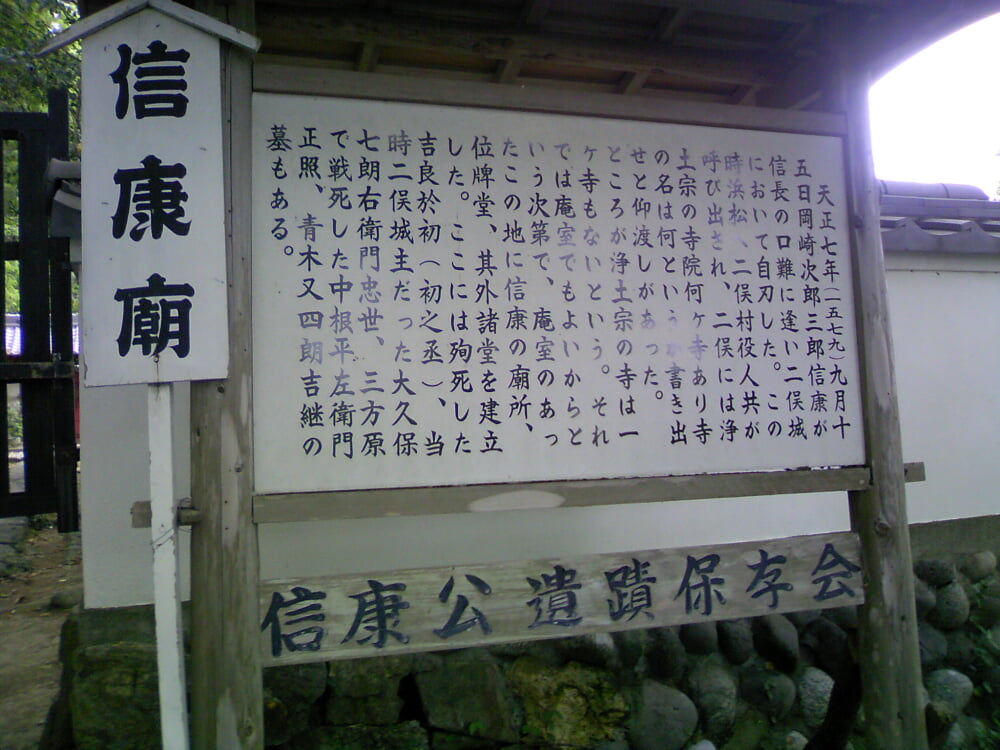 信康廟
天正七年(一五七九)九月十
五日岡崎次郎三郎信康が
信長の口難に逢い二俣城
において自刃した。この
時浜松、二俣村役人共が
呼び出され、二俣には浄
土宗の寺院何ヶ寺あり寺
の名は何というか書き出
せと仰渡しがあった。
ところが浄土宗の寺は一
ヶ寺もないという。それ
では庵室でもよいからと
いう次第で、庵室のあっ
たこの地に信康の廟所、
位牌堂、其外諸堂を建立
した。ここには殉死した
吉良於初(初之丞)、当
時二俣城主だった大久保
七郎右衛門忠世、三方原
で戦死した中根平左衛門
正照、青木又四郎吉継の
墓もある。
信康公遺蹟保存会